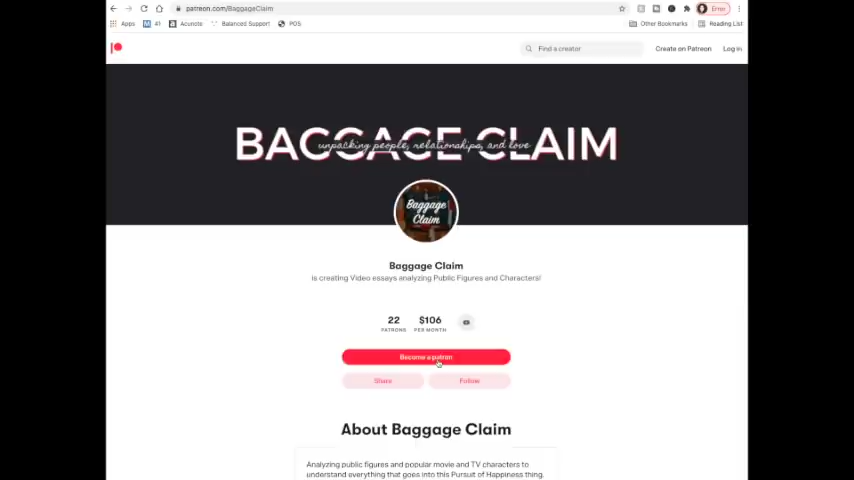 patreon.com/BaggageClaim
Error
Apps
41
Acuncte
Balanced Support
POS
Other Bookmarks
Reading List
Find a creator
Create on Patreon
Log in
BAGGAGE CLAIM
unpacking people, relationships, and love
Baggage Claim
Baggage Claim
is creating Video essays analyzing Public Figures and Characters!
22 $106
PATRONS PER MONTH
Become a patron
Share Follow
About Baggage Claim
Analyzing public figures and popular movie and TV characters to
understand everything that goes into this Pursuit of Happiness thing.